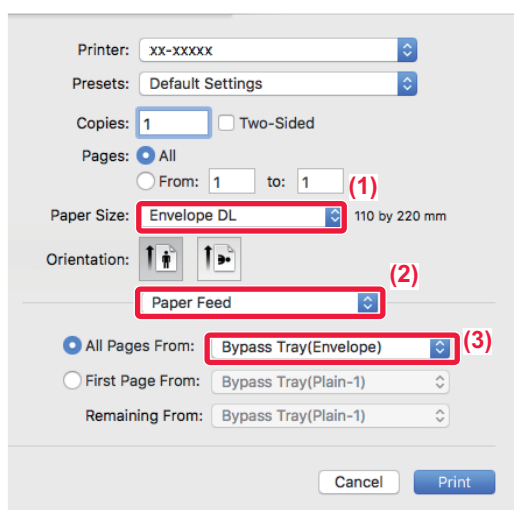 Printer: xx-xxxxx
Presets: Default Settings
Copies: 1 Two-Sided
Pages: All
From: 1 to: 1
(1)
Paper Size: Envelope DL 110 by 220 mm
Orientation:
(2)
Paper Feed
All Pages From: Bypass Tray(Envelope) (3)
First Page From: Bypass Tray(Plain-1)
Remaining From: Bypass Tray(Plain-1)
Cancel Print